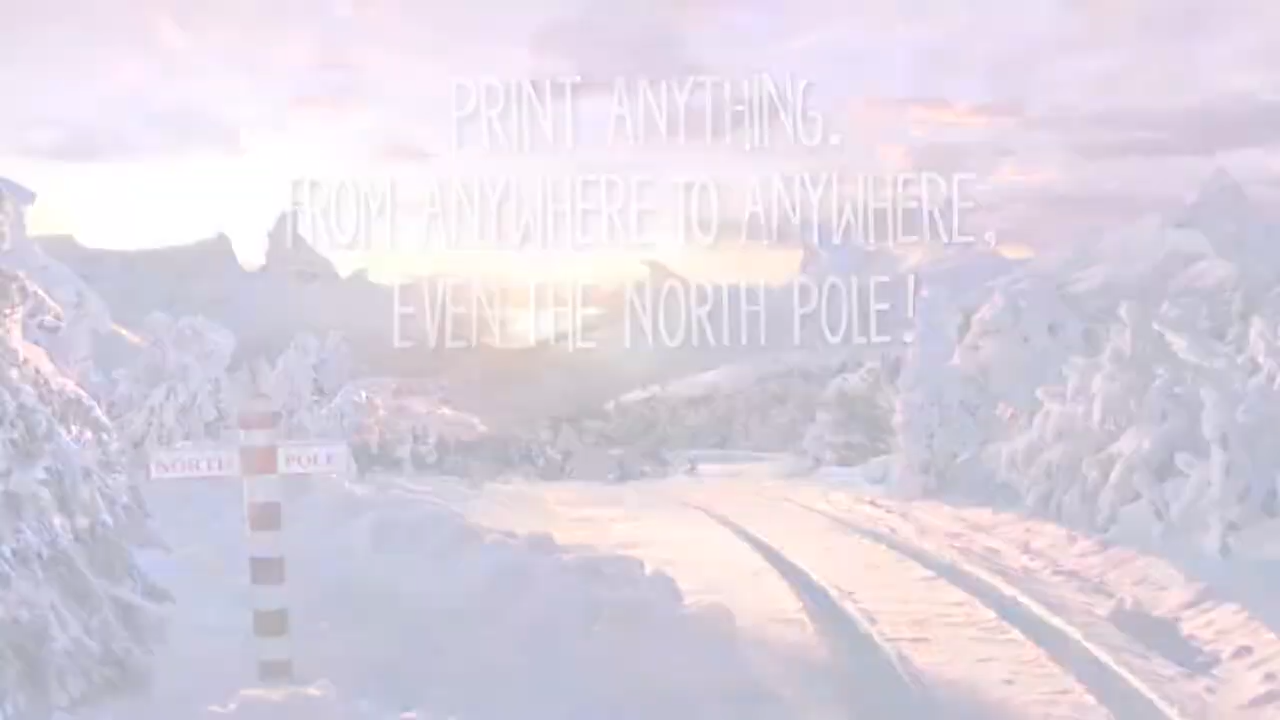 PRINT ANYTHING.
FROM ANYWHERE TO ANYWHERE,
EVEN THE NORTH POLE!
NORTH POLE